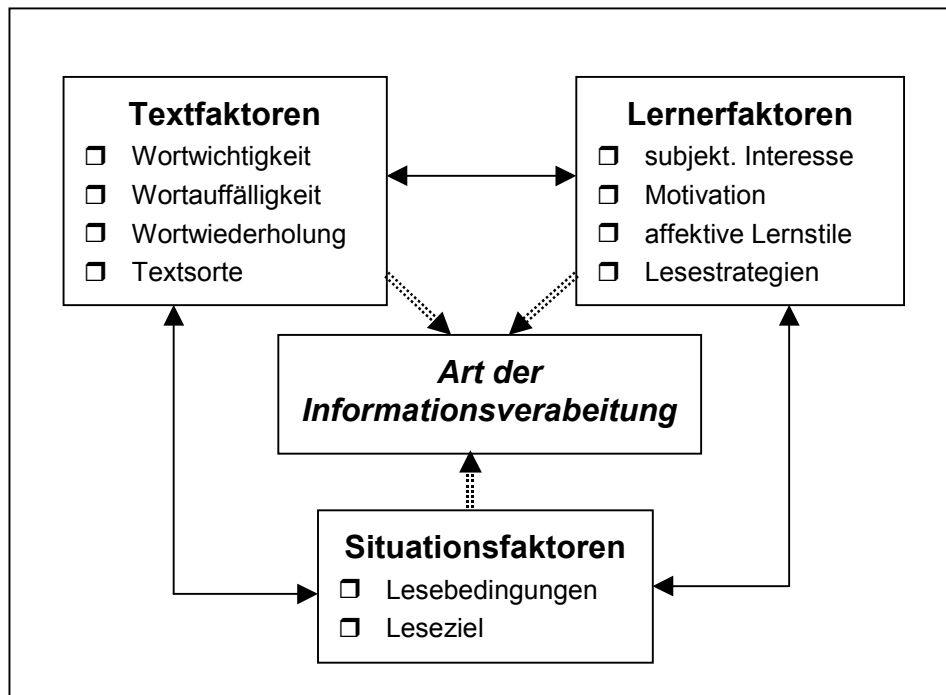 Textfaktoren
❒ Wortwichtigkeit
❒ Wortauffälligkeit
❒ Wortwiederholung
❒ Textsorte
Lernerfaktoren
❒ subjekt. Interesse
❒ Motivation
❒ affektive Lernstile
❒ Lesestrategien
Art der
Informationsverabeitung
Situationsfaktoren
❒ Lesebedingungen
❒ Leseziel